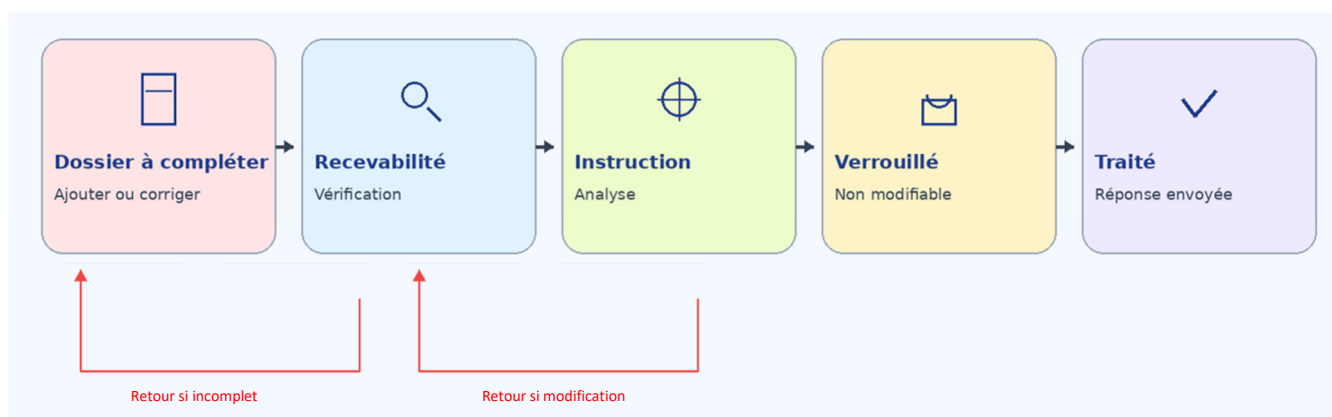 Dossier à compléter
Ajouter ou corriger
Recevabilité
Vérification
Instruction
Analyse
Verrouillé
Non modifiable
Traité
Réponse envoyée
Retour si incomplet
Retour si modification